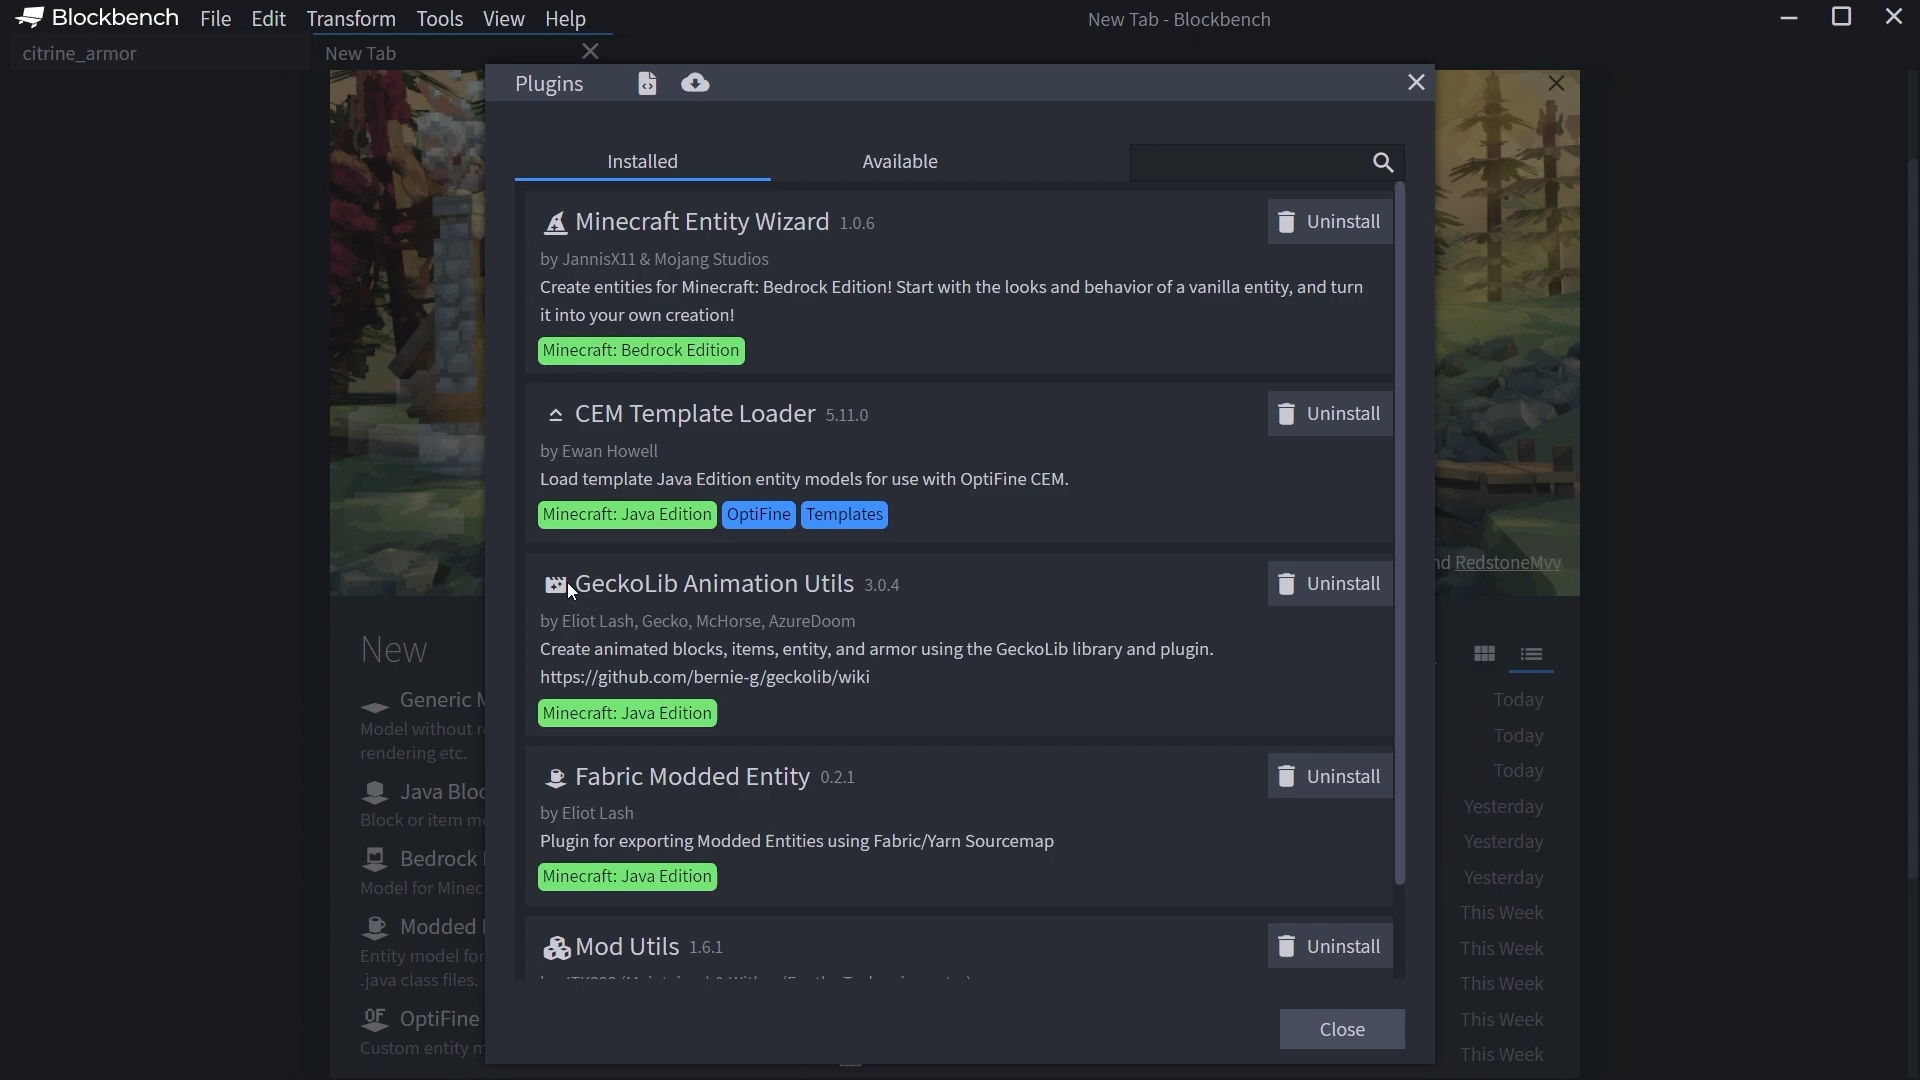 Blockbench File Edit Transform Tools View Help
New Tab - Blockbench
citrine_armor
New Tab
Plugins
Installed
Available
Minecraft Entity Wizard 1.0.6
Uninstall
by JannisX11 & Mojang Studios
Create entities for Minecraft: Bedrock Edition! Start with the looks and behavior of a vanilla entity, and turn
it into your own creation!
Minecraft: Bedrock Edition
CEM Template Loader 5.11.0
Uninstall
by Ewan Howell
Load template Java Edition entity models for use with OptiFine CEM.
Minecraft: Java Edition OptiFine Templates
GeckoLib Animation Utils 3.0.4
Uninstall
by Eliot Lash, Gecko, McHorse, AzureDoom
Create animated blocks, items, entity, and armor using the GeckoLib library and plugin.
https://github.com/bernie-g/geckolib/wiki
Minecraft: Java Edition
Fabric Modded Entity 0.2.1
Uninstall
by Eliot Lash
Plugin for exporting Modded Entities using Fabric/Yarn Sourcemap
Minecraft: Java Edition
Mod Utils 1.6.1
Uninstall
Close
RedstoneMvv
New
Generic
Model without
rendering etc.
Java
Block or item
Bedrock
Model for
Modded
Entity model for
.java class files.
OF OptiFine
Custom entity
Today
Today
Today
Yesterday
Yesterday
Yesterday
This Week
This Week
This Week
This Week
This Week